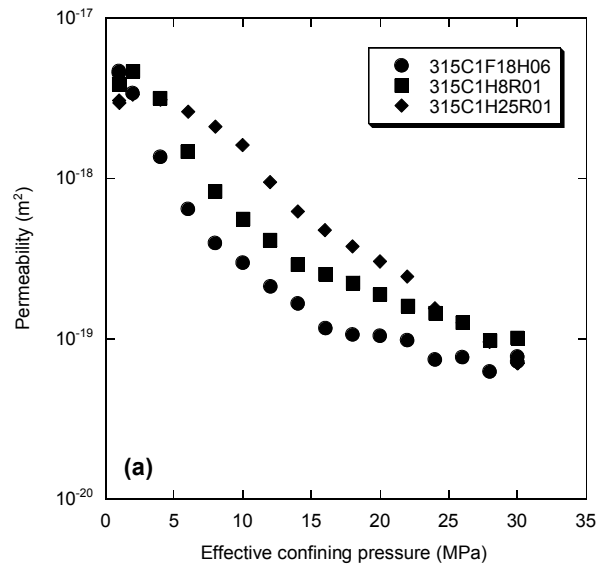 10⁻¹⁷
315C1F18H06
315C1H8R01
315C1H25R01
10⁻¹⁸
Permeability (m²)
10⁻¹⁹
(a)
10⁻²⁰
0 5 10 15 20 25 30 35
Effective confining pressure (MPa)